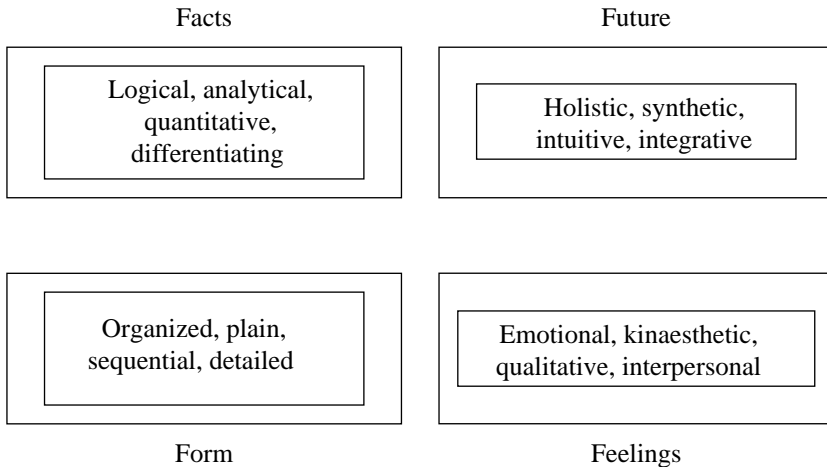 Facts
Future
Logical, analytical,
quantitative,
differentiating
Holistic, synthetic,
intuitive, integrative
Organized, plain,
sequential, detailed
Emotional, kinaesthetic,
qualitative, interpersonal
Form
Feelings